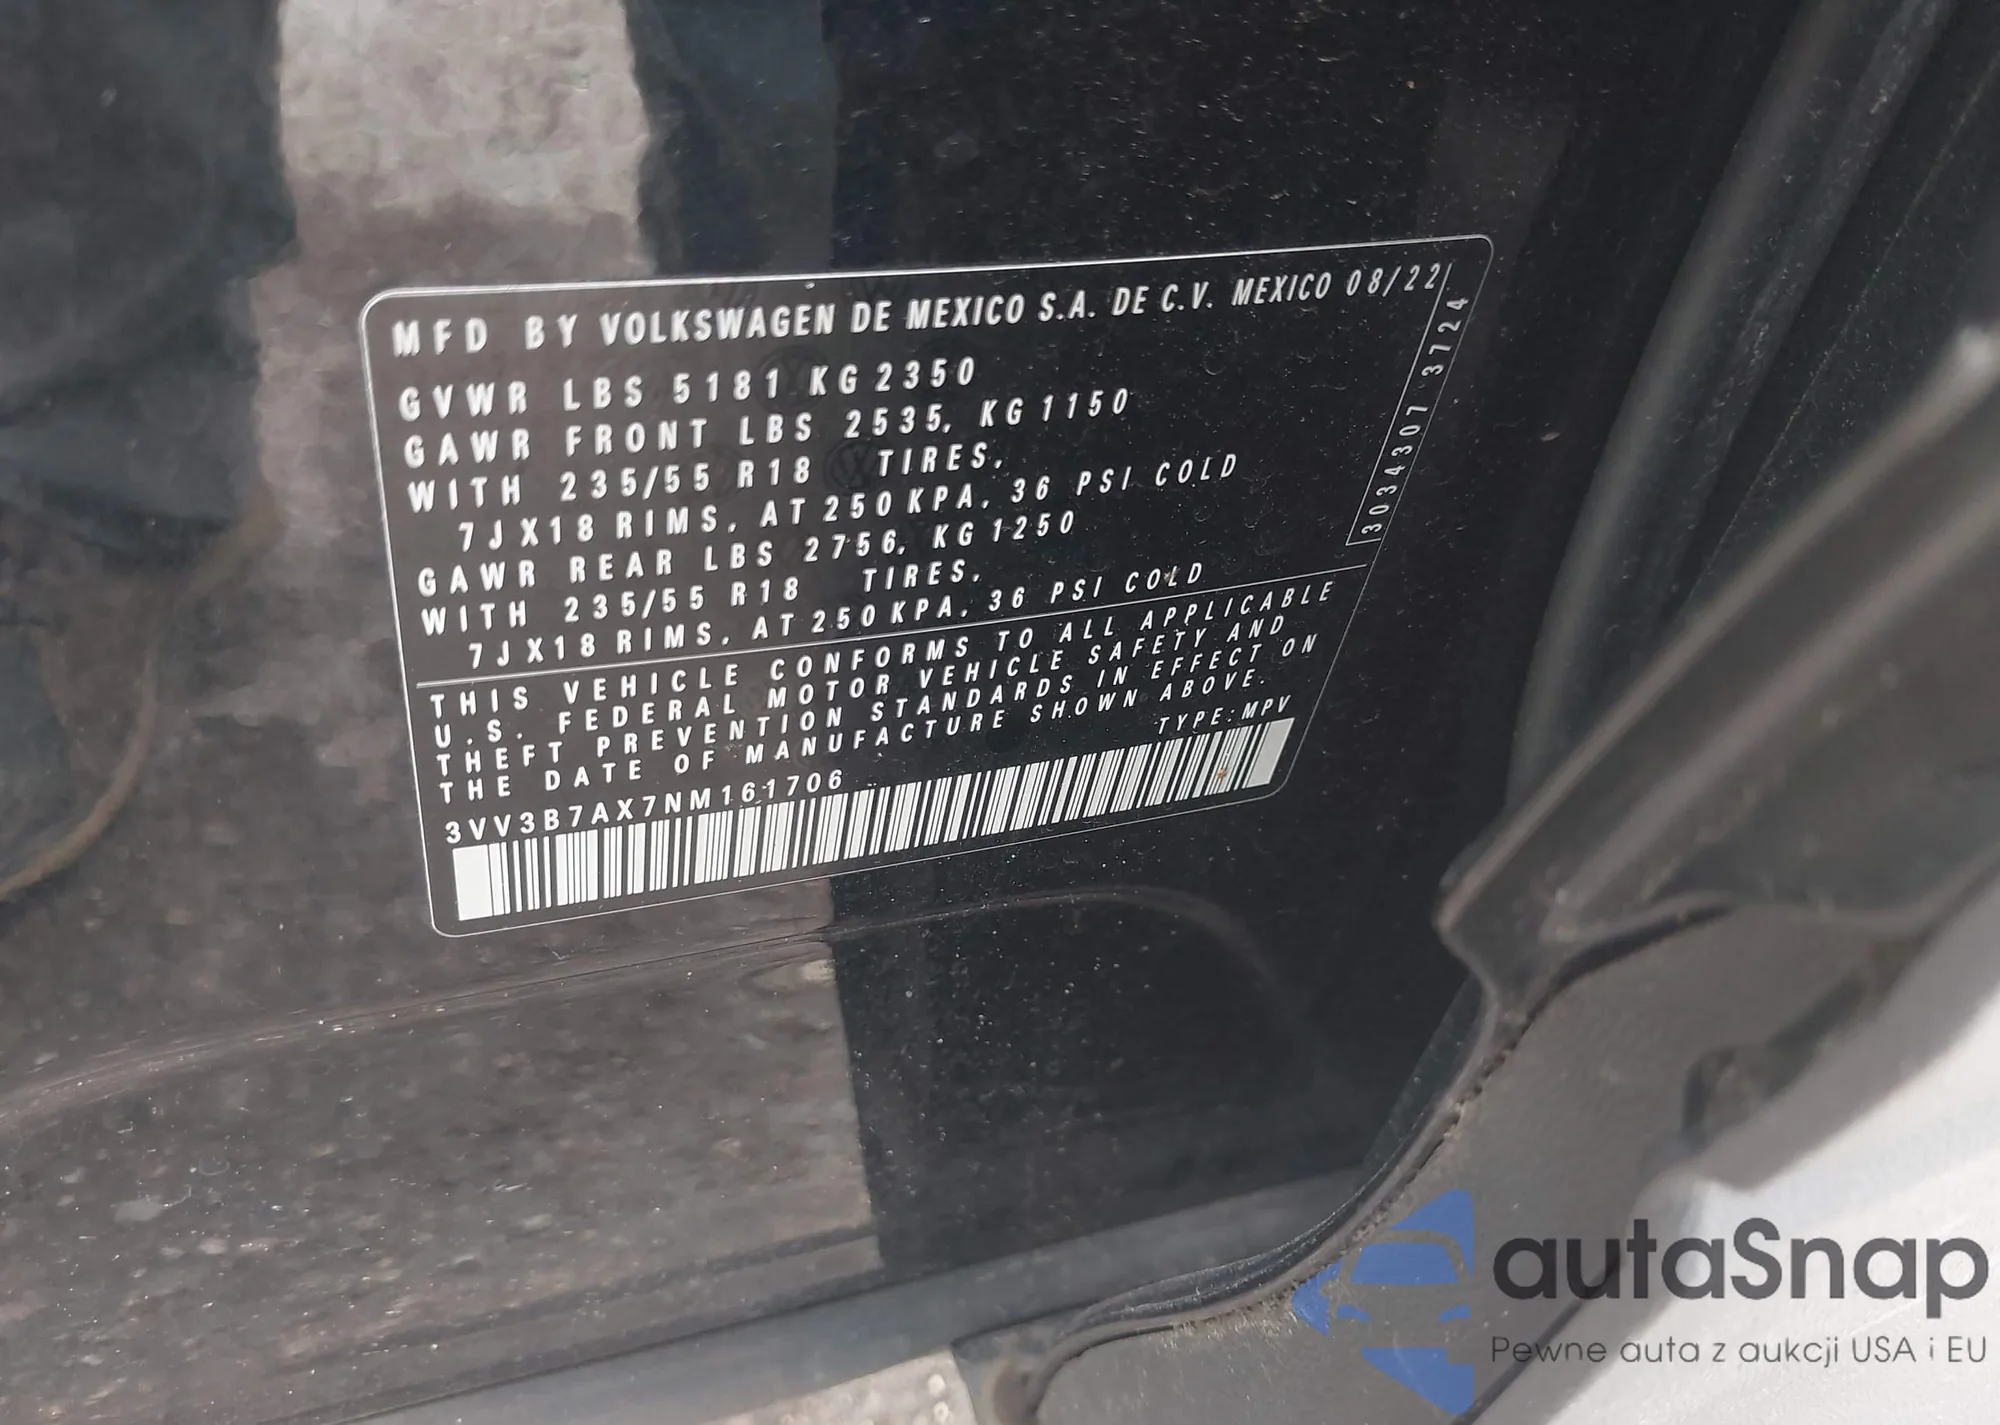 MFD BY VOLKSWAGEN DE MEXICO S.A. DE C.V. MEXICO 08/22
GVWR LBS 5181 KG 2350
GAWR FRONT LBS 2535, KG 1150
WITH 235/55 R18 TIRES,
7JX18 RIMS, AT 250 KPA, 36 PSI COLD
GAWR REAR LBS 2756, KG 1250
WITH 235/55 R18 TIRES,
7JX18 RIMS, AT 250 KPA, 36 PSI COLD
3034307 3724
THIS VEHICLE CONFORMS TO ALL APPLICABLE
U.S. FEDERAL MOTOR VEHICLE SAFETY AND
THEFT PREVENTION STANDARDS IN EFFECT ON
THE DATE OF MANUFACTURE SHOWN ABOVE.
3VV3B7AX7NM161706 TYPE: MPV
autaSnap
Pewne auta z aukcji USA i EU